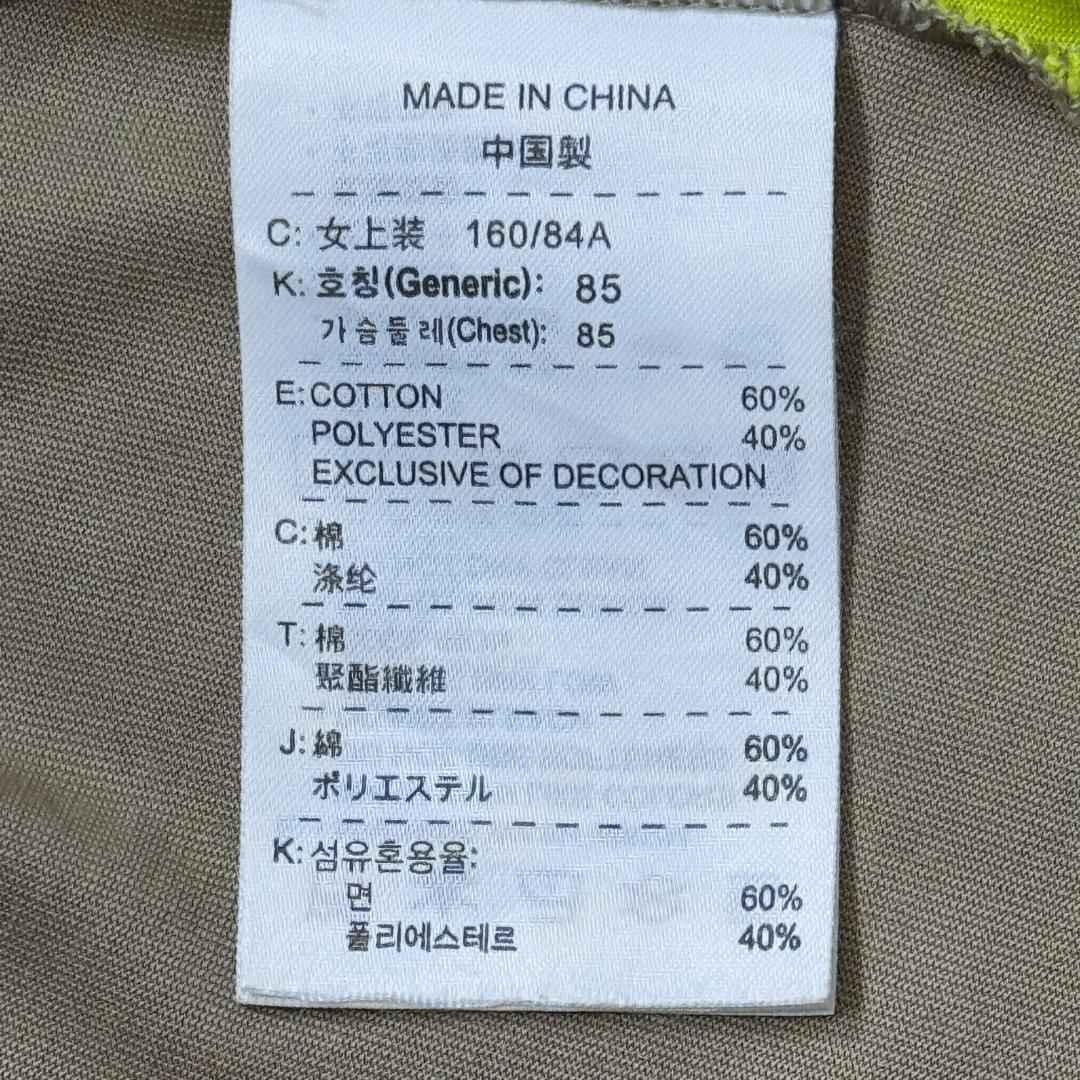 MADE IN CHINA
中国製
C: 女上装 160/84A
K: 호칭(Generic): 85
가슴둘레(Chest): 85
E: COTTON 60%
POLYESTER 40%
EXCLUSIVE OF DECORATION
C: 棉 60%
涤纶 40%
T: 棉 60%
聚酯纖維 40%
J: 綿 60%
ポリエステル 40%
K: 섬유혼용율:
면 60%
폴리에스테르 40%